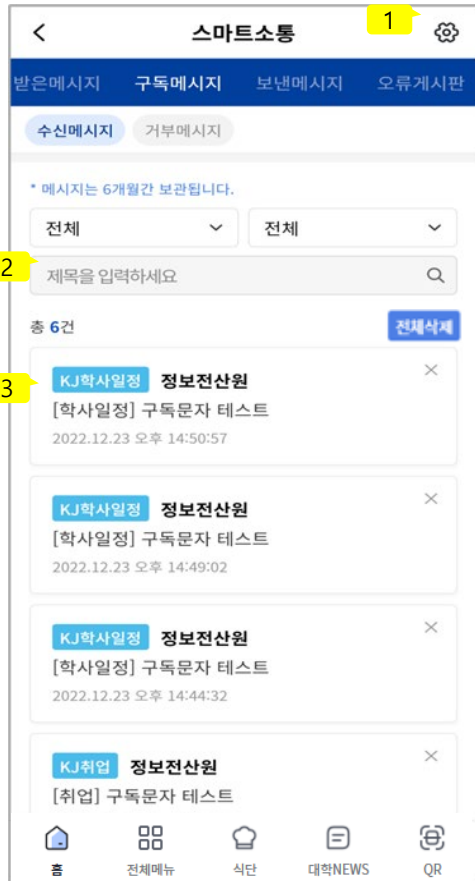 스마트소통
1
받은메시지 구독메시지 보낸메시지 오류게시판
수신메시지 거부메시지
* 메시지는 6개월간 보관됩니다.
전체 전체
2
제목을 입력하세요
총 6건 전체삭제
3
KJ학사일정 정보전산원
[학사일정] 구독문자 테스트
2022.12.23 오후 14:50:57
KJ학사일정 정보전산원
[학사일정] 구독문자 테스트
2022.12.23 오후 14:49:02
KJ학사일정 정보전산원
[학사일정] 구독문자 테스트
2022.12.23 오후 14:44:32
KJ취업 정보전산원
[취업] 구독문자 테스트
홈 전체메뉴 식단 대학NEWS QR